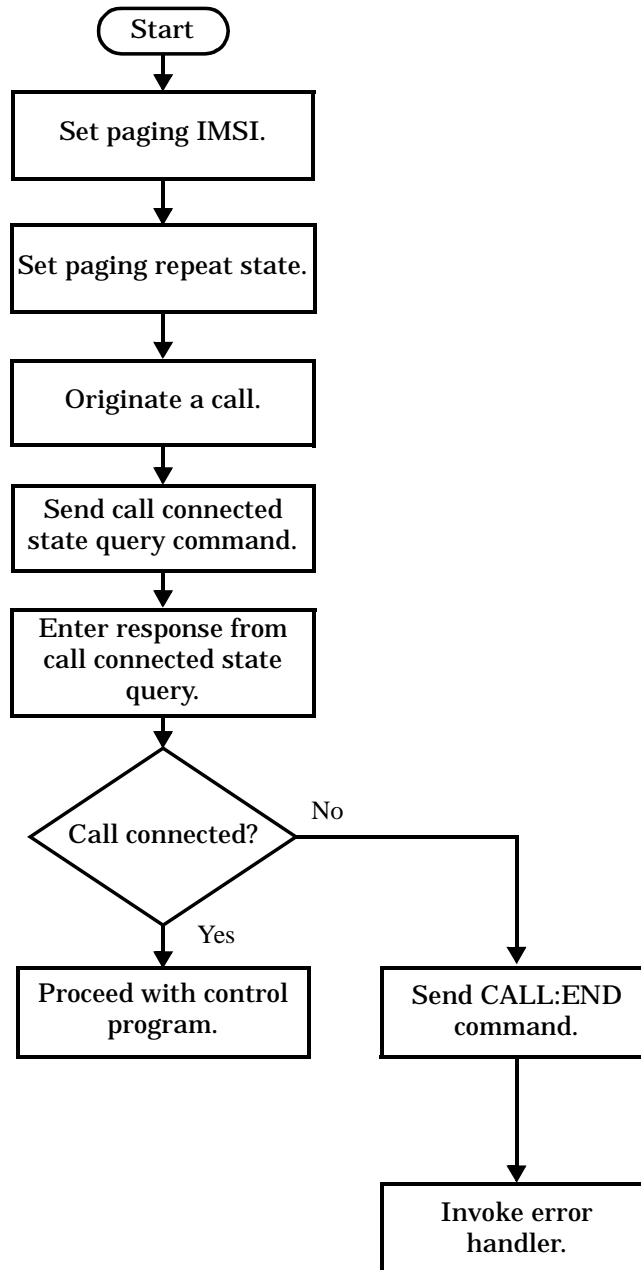 Start
Set paging IMSI.
Set paging repeat state.
Originate a call.
Send call connected
state query command.
Enter response from
call connected state
query.
Call connected?
No
Yes
Proceed with control
program.
Send CALL:END
command.
Invoke error
handler.